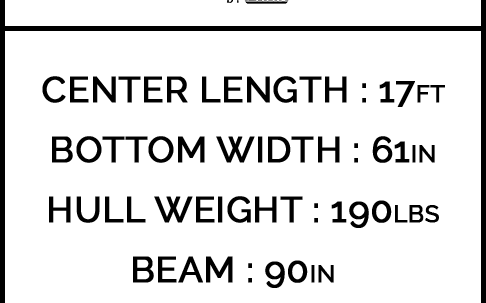 CENTER LENGTH : 17FT
BOTTOM WIDTH : 61IN
HULL WEIGHT : 190LBS
BEAM : 90IN